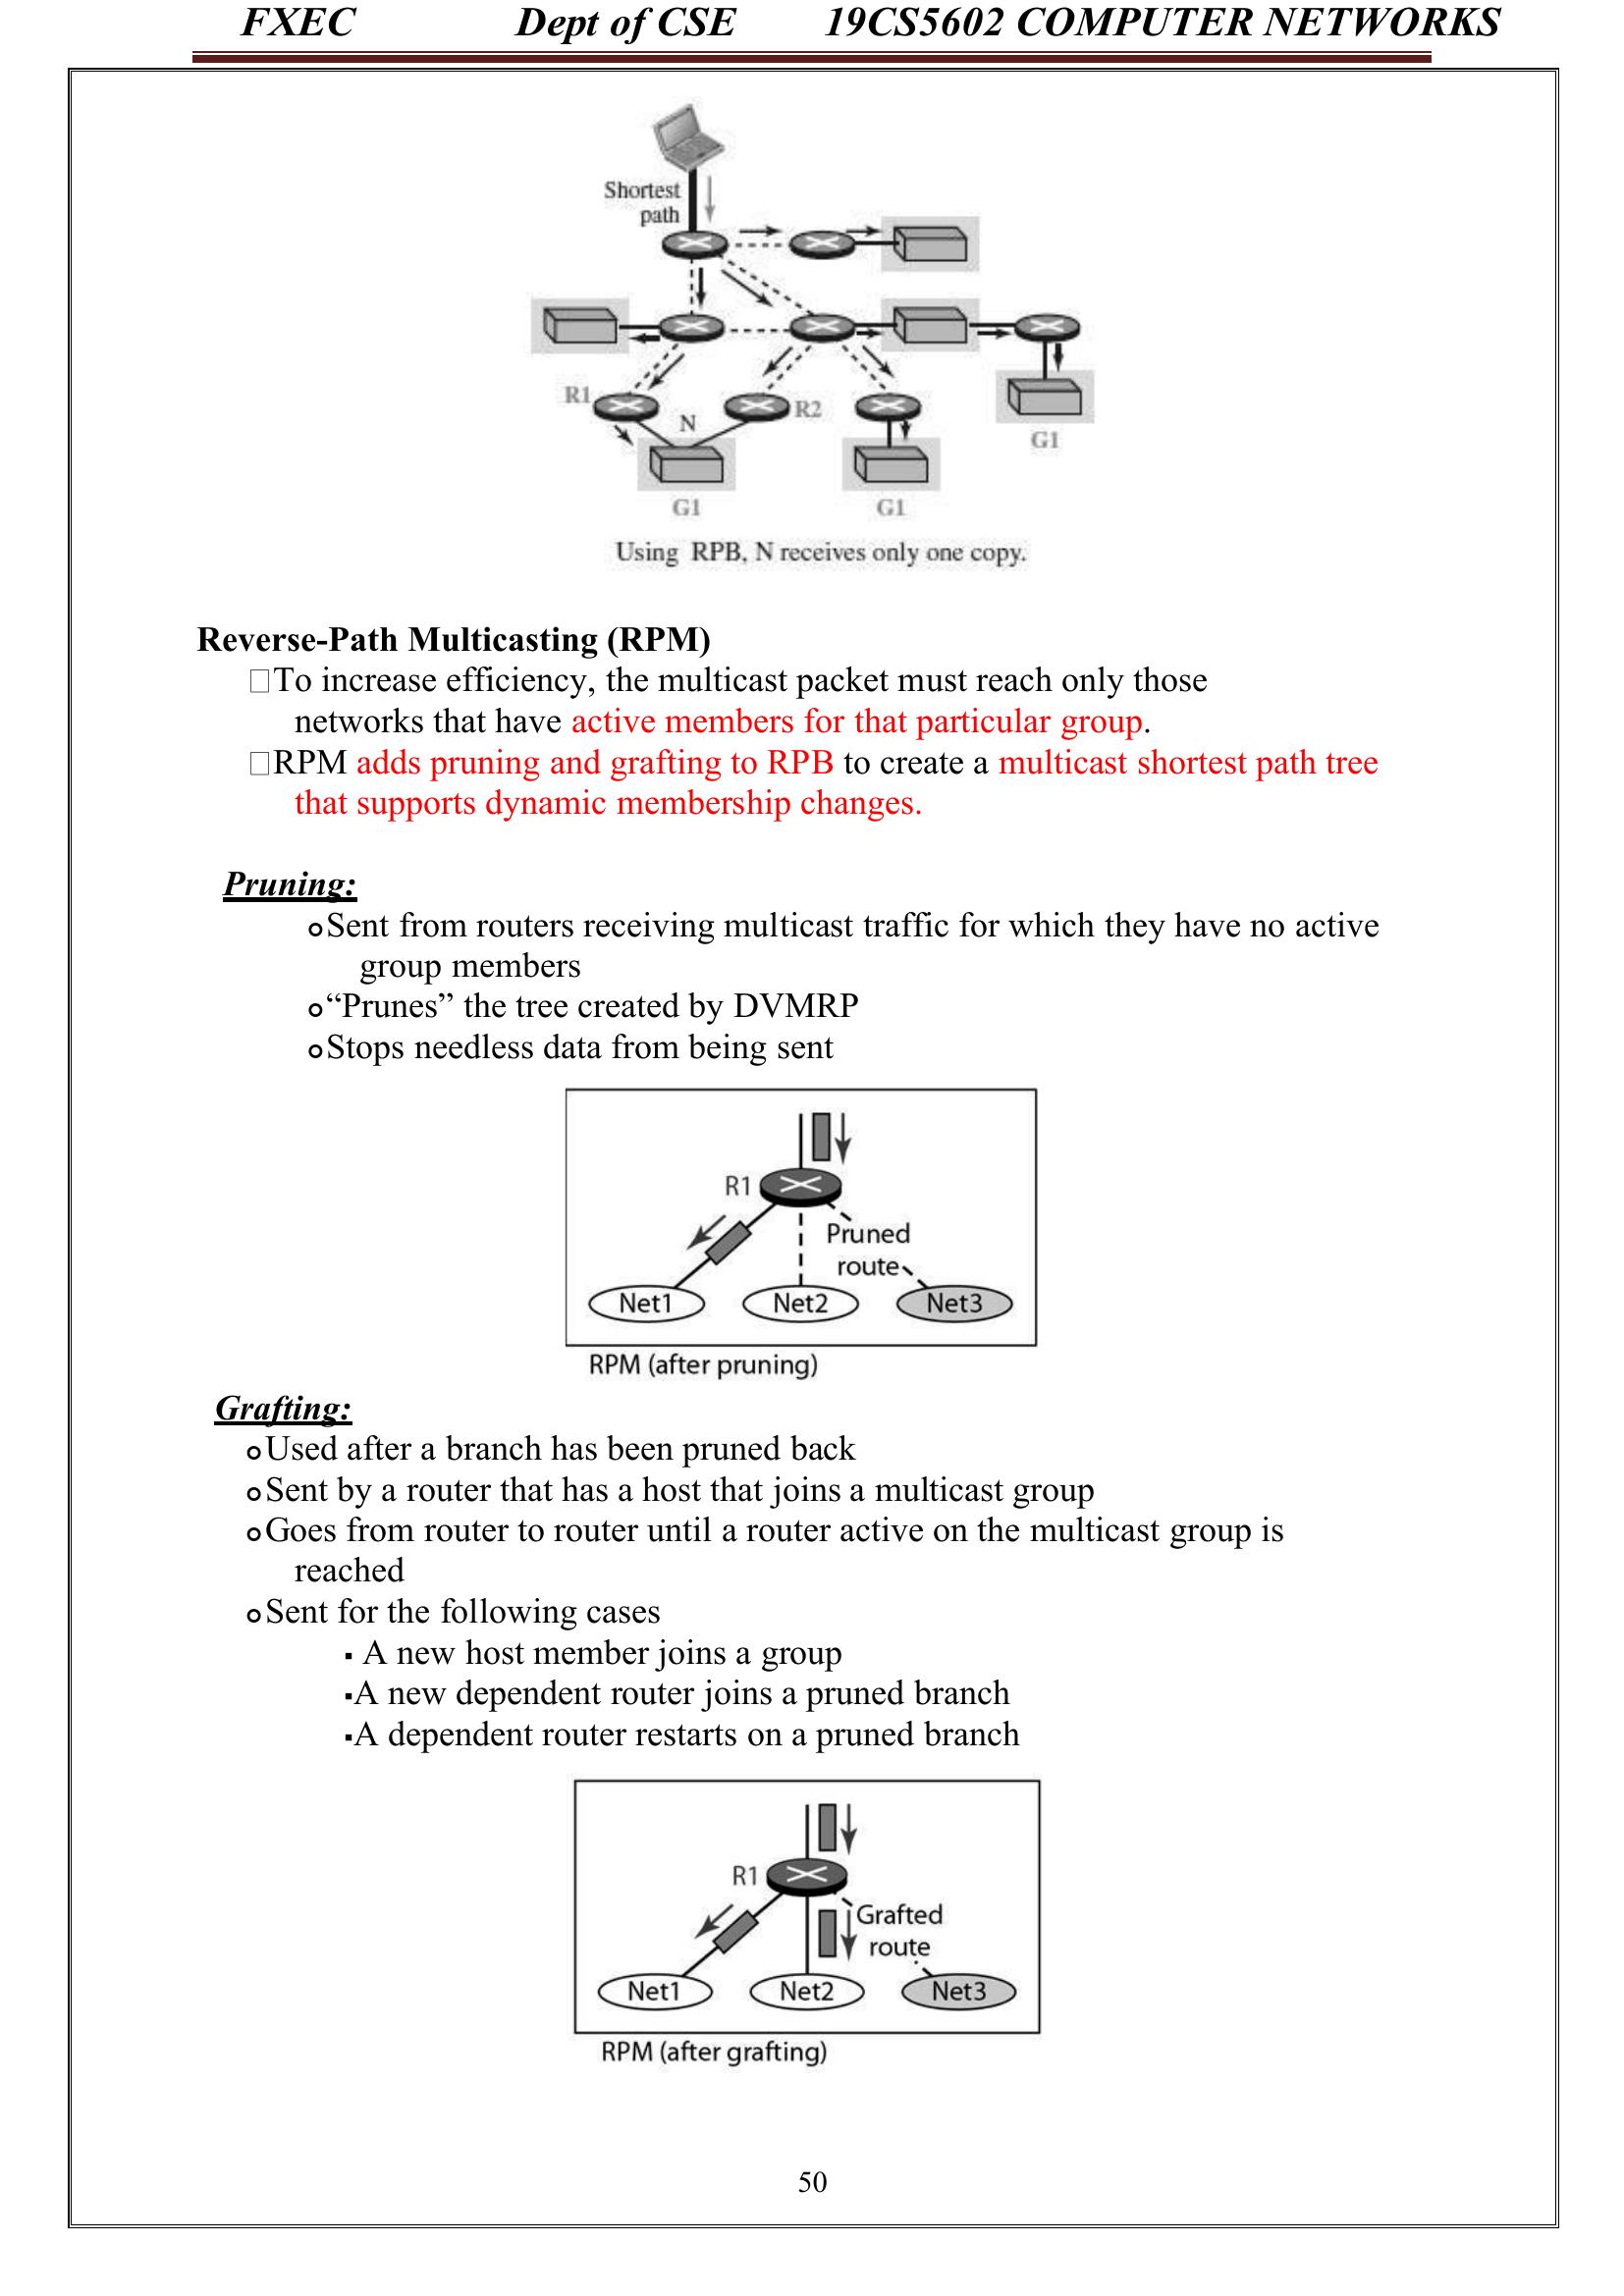 FXEC Dept of CSE 19CS5602 COMPUTER NETWORKS
Shortest
path
R1
N
R2
G1
G1
G1
Using RPB, N receives only one copy.
Reverse-Path Multicasting (RPM)
□To increase efficiency, the multicast packet must reach only those
networks that have active members for that particular group.
□RPM adds pruning and grafting to RPB to create a multicast shortest path tree
that supports dynamic membership changes.
Pruning:
oSent from routers receiving multicast traffic for which they have no active
group members
o“Prunes” the tree created by DVMRP
oStops needless data from being sent
R1
Pruned
route
Net1 Net2 Net3
RPM (after pruning)
Grafting:
oUsed after a branch has been pruned back
oSent by a router that has a host that joins a multicast group
oGoes from router to router until a router active on the multicast group is
reached
oSent for the following cases
▪ A new host member joins a group
▪A new dependent router joins a pruned branch
▪A dependent router restarts on a pruned branch
R1
Grafted
route
Net1 Net2 Net3
RPM (after grafting)
50